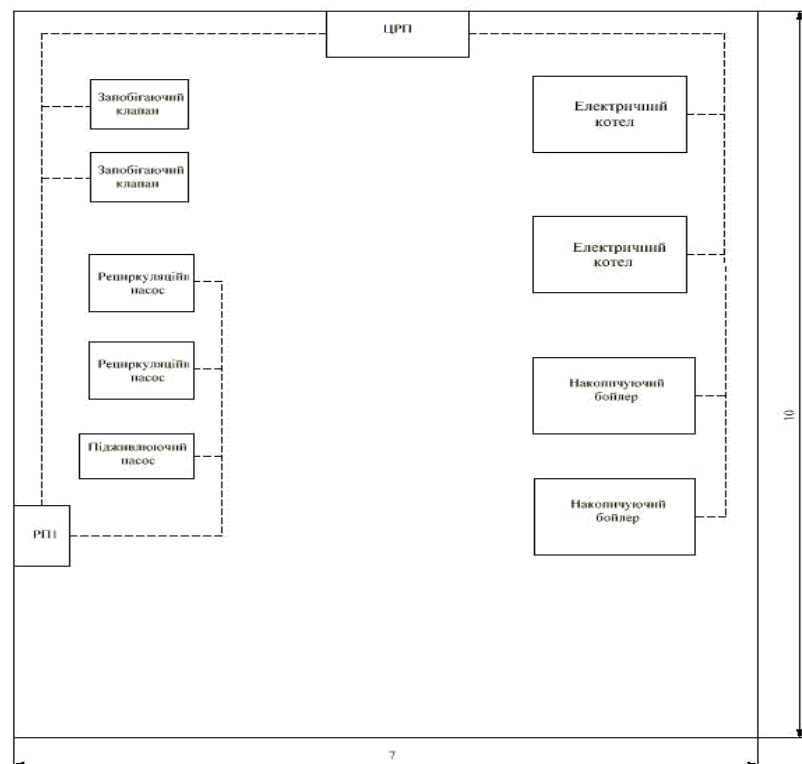 ЦРП
Запобігаючий
клапан
Електричний
котел
Запобігаючий
клапан
Електричний
котел
Рециркуляційн
насос
Рециркуляційн
насос
Накопичуючий
бойлер
Підживлюючий
насос
Накопичуючий
бойлер
РП1
10
7